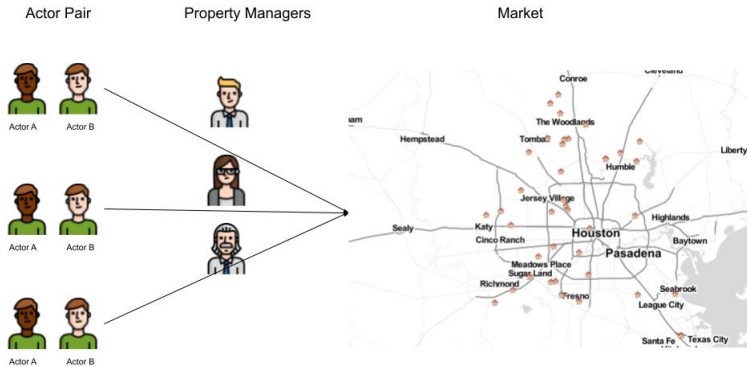 Actor Pair
Property Managers
Market
Actor A
Actor B
Actor A
Actor B
Actor A
Actor B
Conroe
Cleveland
The Woodlands
Tomball
Hempstead
Liberty
Humble
Jersey Village
Highlands
Sealy
Katy
Houston
Cinco Ranch
Baytown
Pasadena
Meadows Place
Sugar Land
Richmond
Seabrook
Fresno
League City
Santa Fe
Texas City